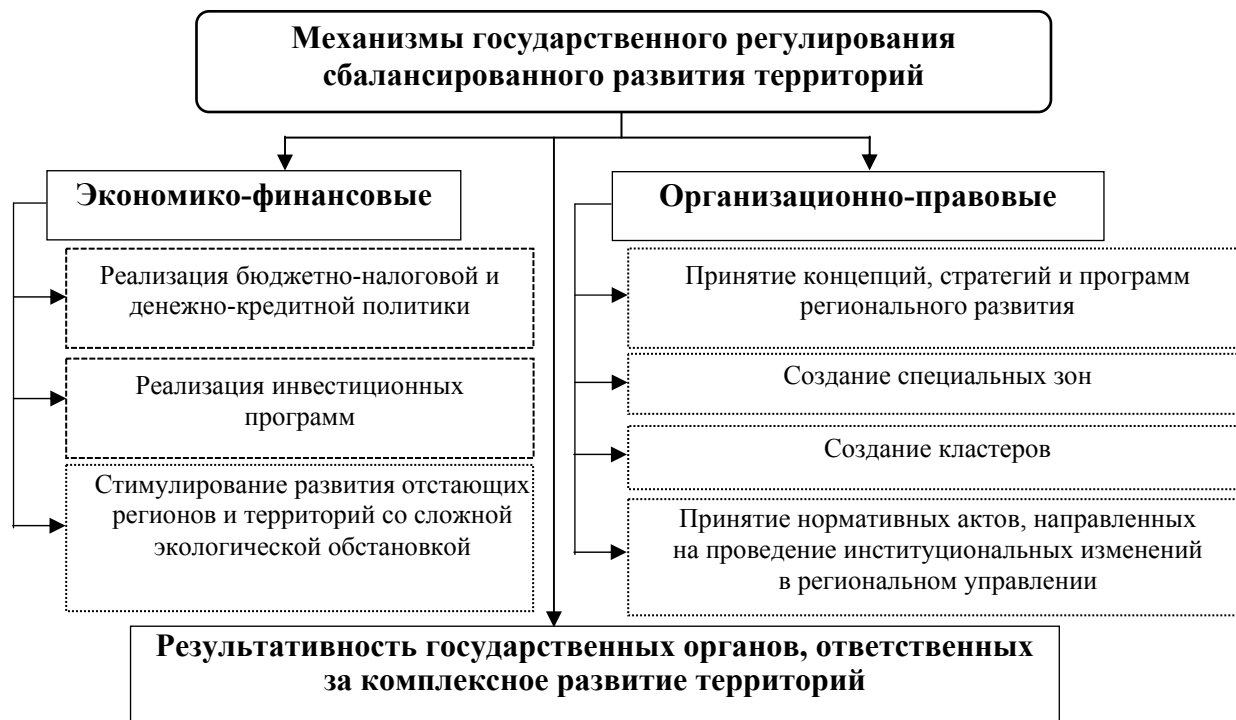 Механизмы государственного регулирования
сбалансированного развития территорий
Экономико-финансовые
Реализация бюджетно-налоговой и
денежно-кредитной политики
Реализация инвестиционных
программ
Стимулирование развития отстающих
регионов и территорий со сложной
экологической обстановкой
Организационно-правовые
Принятие концепций, стратегий и программ
регионального развития
Создание специальных зон
Создание кластеров
Принятие нормативных актов, направленных
на проведение институциональных изменений
в региональном управлении
Результативность государственных органов, ответственных
за комплексное развитие территорий